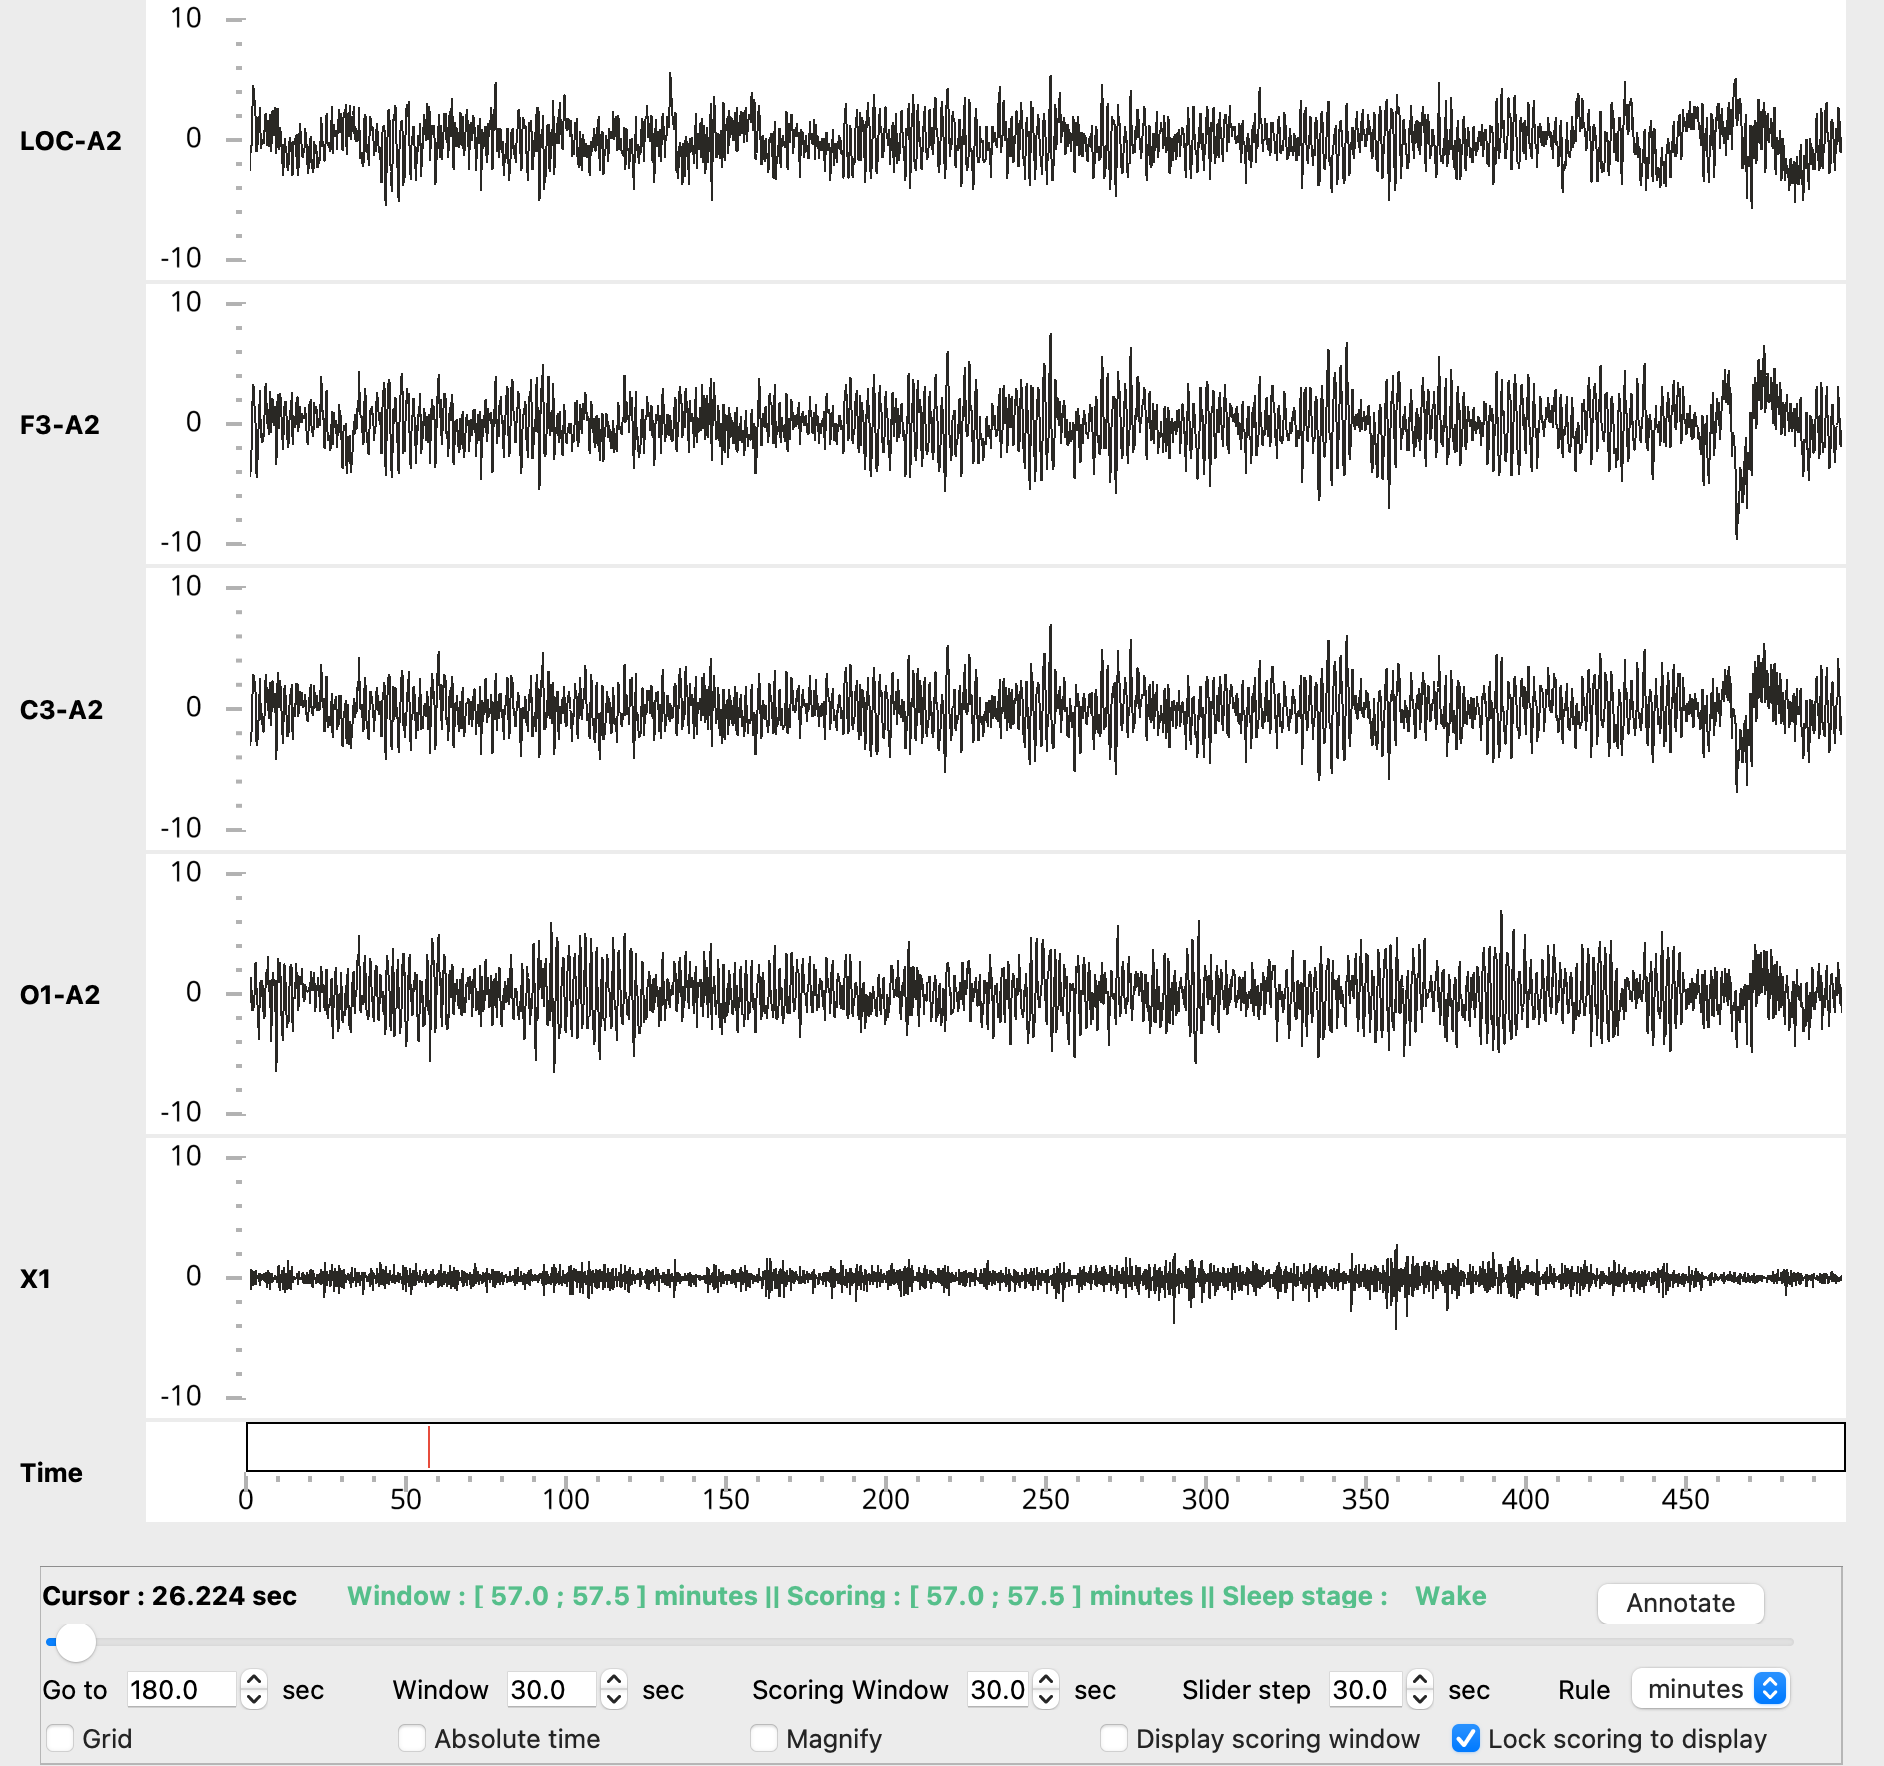 10
LOC-A2
0
-10
10
F3-A2
0
-10
10
C3-A2
0
-10
10
O1-A2
0
-10
10
X1
0
-10
Time
0 50 100 150 200 250 300 350 400 450
Cursor : 26.224 sec Window : [ 57.0 ; 57.5 ] minutes || Scoring : [ 57.0 ; 57.5 ] minutes || Sleep stage : Wake Annotate
Go to 180.0 sec Window 30.0 sec Scoring Window 30.0 sec Slider step 30.0 sec Rule minutes
Grid Absolute time Magnify Display scoring window Lock scoring to display